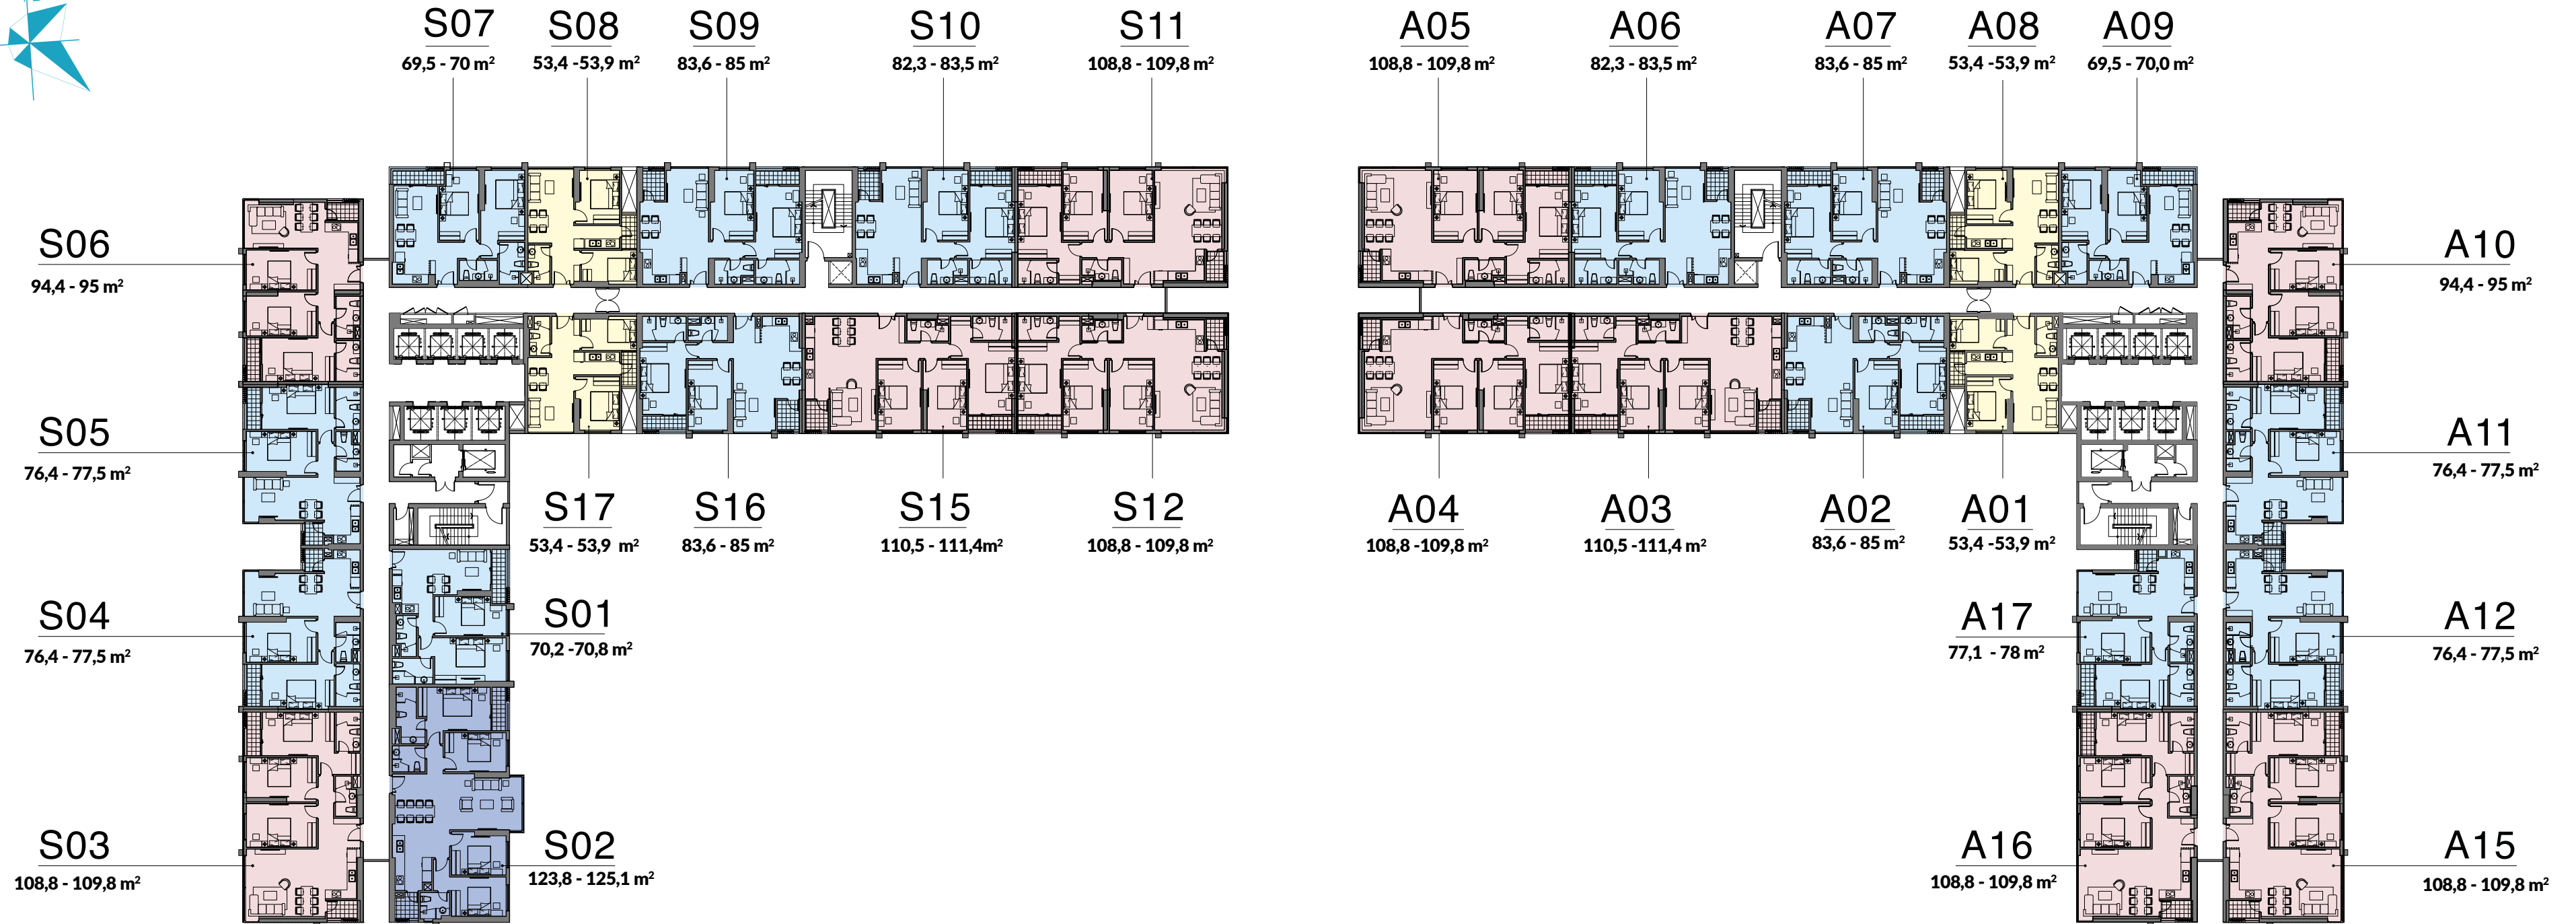 S07
69,5 - 70 m²
S08
53,4 -53,9 m²
S09
83,6 - 85 m²
S10
82,3 - 83,5 m²
S11
108,8 - 109,8 m²
A05
108,8 - 109,8 m²
A06
82,3 - 83,5 m²
A07
83,6 - 85 m²
A08
53,4 -53,9 m²
A09
69,5 - 70,0 m²
S06
94,4 - 95 m²
A10
94,4 - 95 m²
S05
76,4 - 77,5 m²
A11
76,4 - 77,5 m²
S17
53,4 - 53,9 m²
S16
83,6 - 85 m²
S15
110,5 - 111,4m²
S12
108,8 - 109,8 m²
A04
108,8 -109,8 m²
A03
110,5 -111,4 m²
A02
83,6 - 85 m²
A01
53,4 -53,9 m²
S04
76,4 - 77,5 m²
S01
70,2 -70,8 m²
A17
77,1 - 78 m²
A12
76,4 - 77,5 m²
S03
108,8 - 109,8 m²
S02
123,8 - 125,1 m²
A16
108,8 - 109,8 m²
A15
108,8 - 109,8 m²